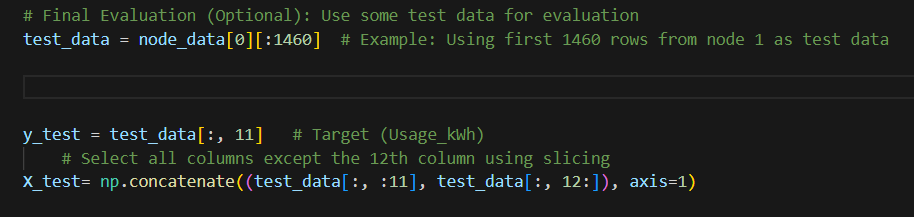 # Final Evaluation (Optional): Use some test data for evaluation
test_data = node_data[0][:1460]  # Example: Using first 1460 rows from node 1 as test data
y_test = test_data[:, 11]   # Target (Usage_kWh)
    # Select all columns except the 12th column using slicing
X_test= np.concatenate((test_data[:, :11], test_data[:, 12:]), axis=1)